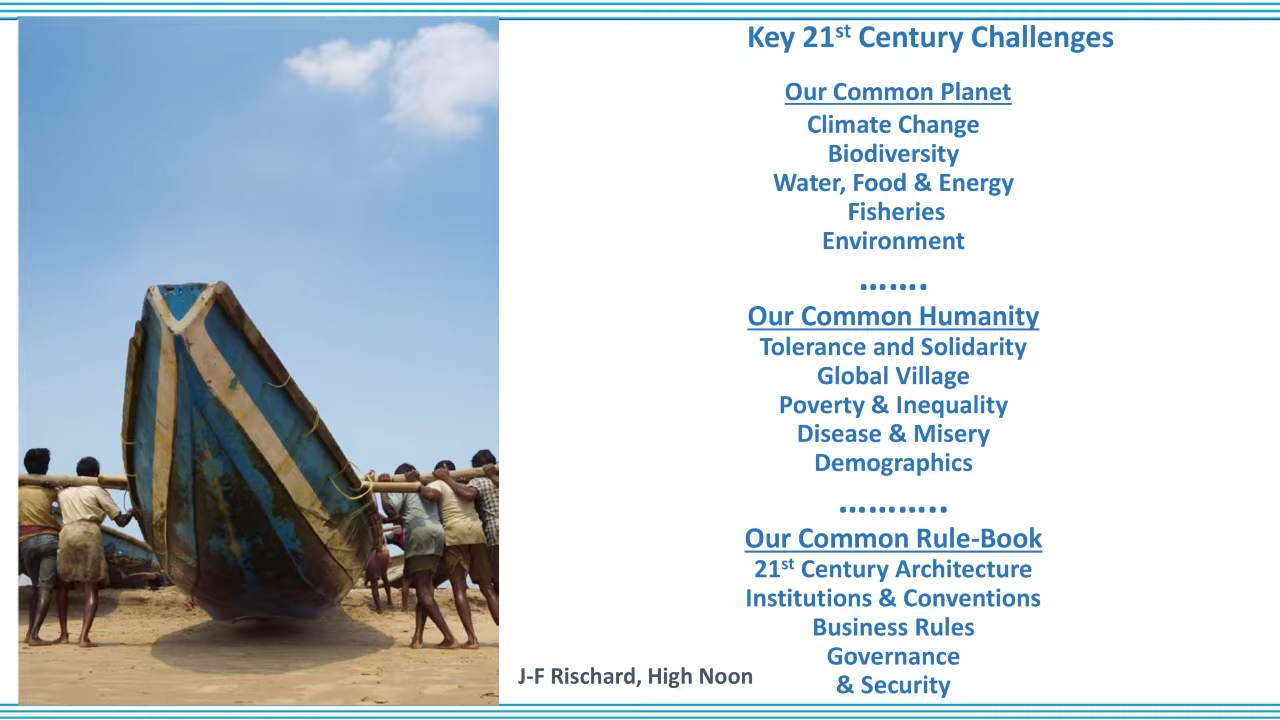 Key 21st Century Challenges
Our Common Planet
Climate Change
Biodiversity
Water, Food & Energy
Fisheries
Environment
…….
Our Common Humanity
Tolerance and Solidarity
Global Village
Poverty & Inequality
Disease & Misery
Demographics
………..
Our Common Rule-Book
21st Century Architecture
Institutions & Conventions
Business Rules
Governance
& Security
J-F Rischard, High Noon